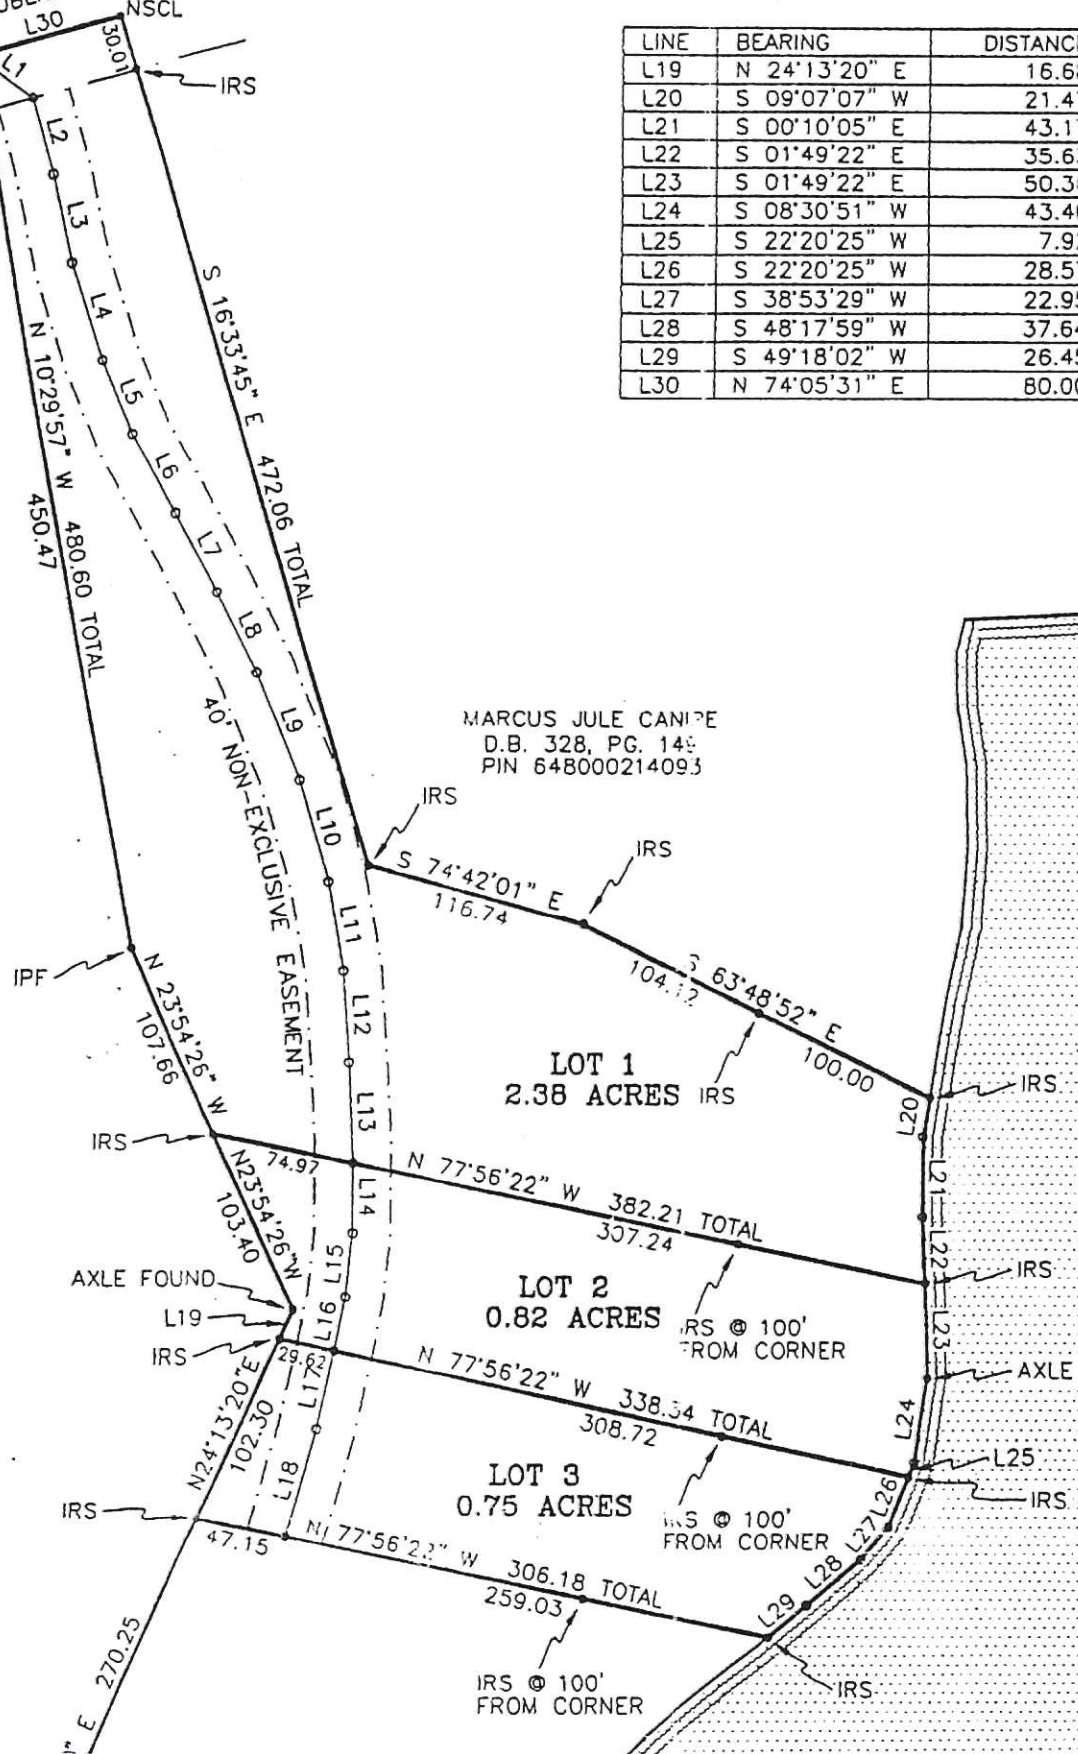 L30
NSCL
30.01
L1
IRS
LINE BEARING
L19 N 24°13'20" E 16.6
L20 S 09°07'07" W 21.4
L21 S 00°10'05" E 43.1
L22 S 01°49'22" E 35.6
L23 S 01°49'22" E 50.3
L24 S 08°30'51" W 43.4
L25 S 22°20'25" W 7.9
L26 S 22°20'25" W 28.5
L27 S 38°53'29" W 22.9
L28 S 48°17'59" W 37.6
L29 S 49°18'02" W 26.4
L30 N 74°05'31" E 80.0
L2
L3
L4
L5
L6
L7
L8
L9
L10
L11
L12
L13
L14
L15
L16
L17
L18
S 16°33'45" E 472.06 TOTAL
N 10°29'57" W 480.60 TOTAL
450.47
40' NON-EXCLUSIVE EASEMENT
MARCUS JULE
D.B. 328, PG.
PIN 648000214093
IRS
S 74°42'01" E
116.74
IRS
S 63°48'52" E
104.12
100.00
IRS
IRS
IPF
N 23°54'26" W
107.66
LOT 1
2.38 ACRES
L20
L21
L22
L23
L24
L25
L26
L27
L28
L29
IRS
74.97
N 77°56'22" W 382.21 TOTAL
307.24
N23°54'26"W
103.40
AXLE FOUND
L19
IRS
29.62
LOT 2
0.82 ACRES
IRS @ 100'
FROM CORNER
IRS
AXLE
N 77°56'22" W 338.34 TOTAL
308.72
N24°13'20"E
102.30
LOT 3
0.75 ACRES
IRS @ 100'
FROM CORNER
IRS
IRS
47.15
N 77°56'22" W 306.18 TOTAL
259.03
IRS @ 100'
FROM CORNER
IRS
270.25
" E